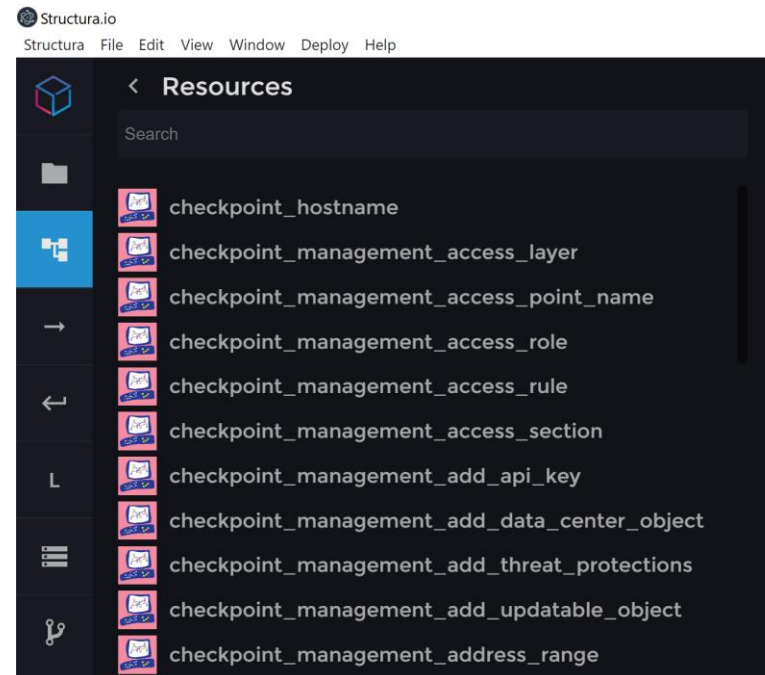 Structura.io
Structura File Edit View Window Deploy Help
Resources
Search
checkpoint_hostname
checkpoint_management_access_layer
checkpoint_management_access_point_name
checkpoint_management_access_role
checkpoint_management_access_rule
checkpoint_management_access_section
L
checkpoint_management_add_api_key
checkpoint_management_add_data_center_object
checkpoint_management_add_threat_protections
checkpoint_management_add_updatable_object
checkpoint_management_address_range